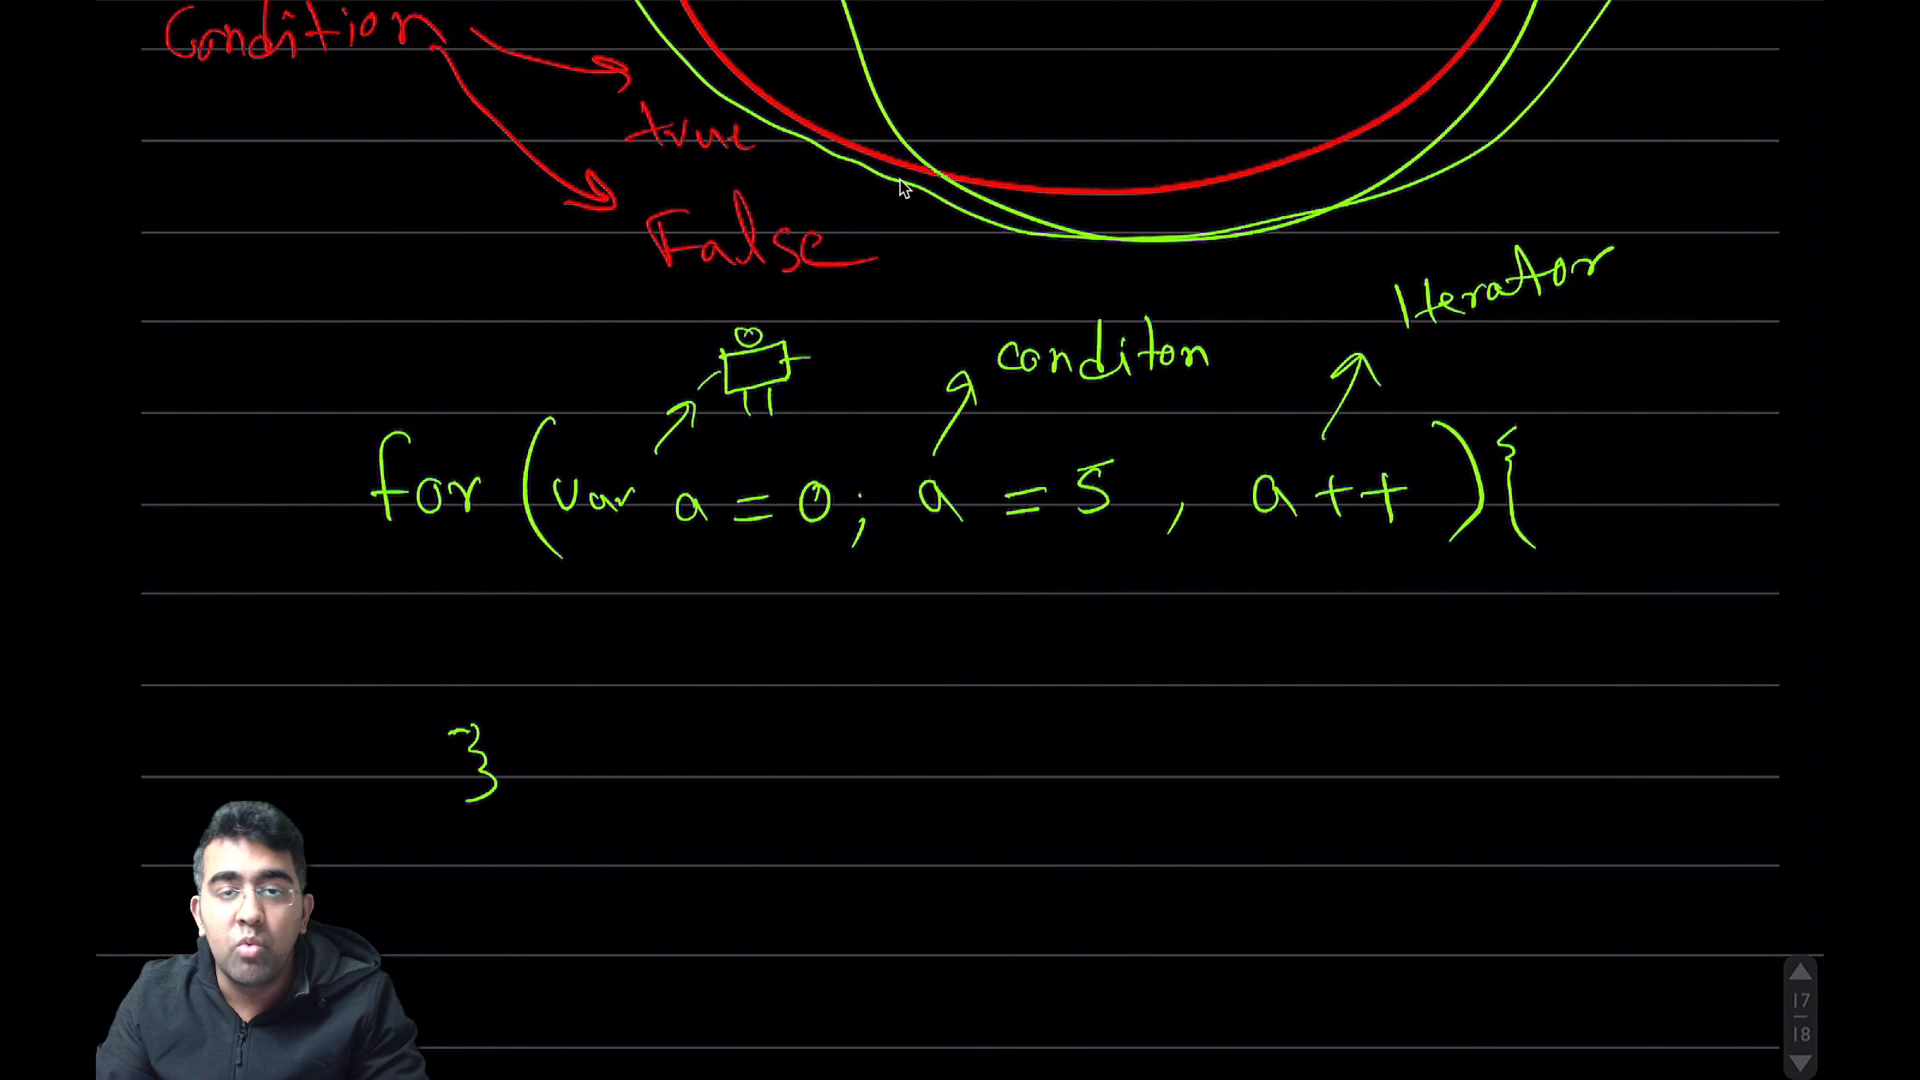 Condition
true
False
Iterator
conditon
for (var a = 0; a = 5 , a++){
}
17
18